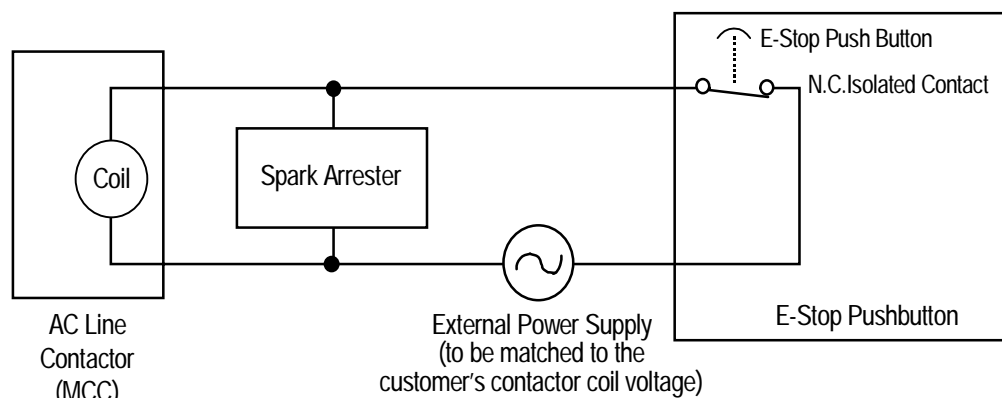 E-Stop Push Button
N.C.Isolated Contact
Coil
Spark Arrester
E-Stop Pushbutton
AC Line
Contactor
(MCC)
External Power Supply
(to be matched to the
customer's contactor coil voltage)